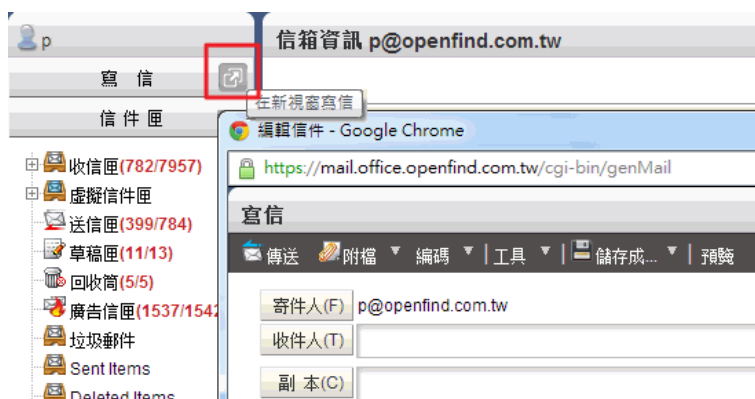 p
信箱資訊 p@openfind.com.tw
寫 信
在新視窗寫信
信 件 匣
編輯信件 - Google Chrome
收信匣(782/7957)
https://mail.office.openfind.com.tw/cgi-bin/genMail
虛擬信件匣
寫信
送信匣(399/784)
草稿匣(11/13)
傳送 附檔 ▼ 編碼 ▼ | 工具 ▼ | 儲存成... ▼ | 預覽
回收筒(5/5)
廣告信匣(1537/1542
寄件人(F) p@openfind.com.tw
垃圾郵件
收件人(T)
Sent Items
副 本(C)
Deleted Items